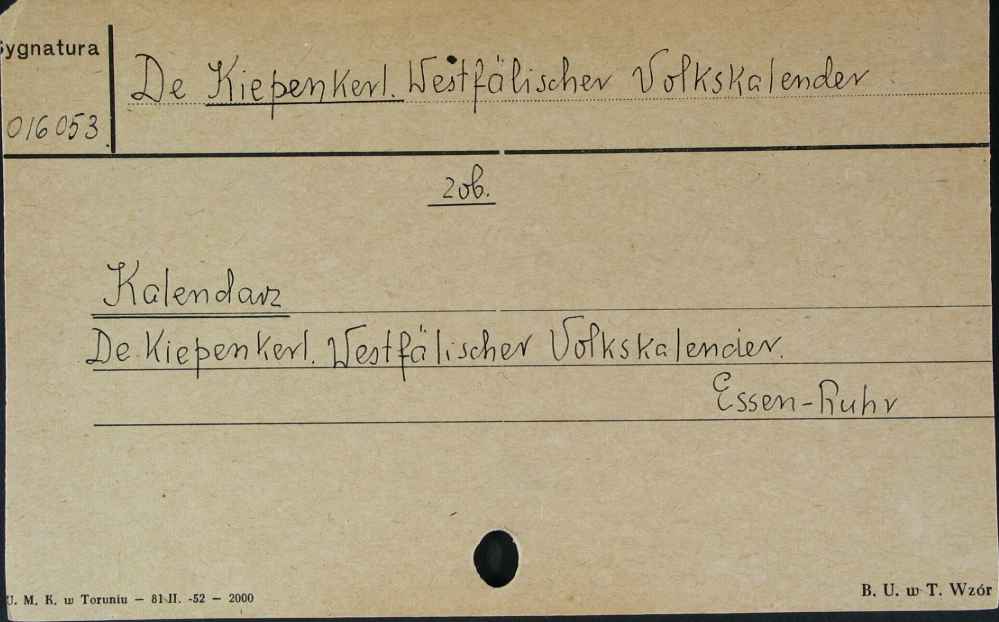 Sygnatura
De Kiepenkerl. Westfälischer Volkskalender
016053
zob.
Kalendarz
De Kiepenkerl. Westfälischer Volkskalender.
Essen-Ruhr
U. M. K. w Toruniu — 81 II. -52 — 2000
B. U. w T. Wzór